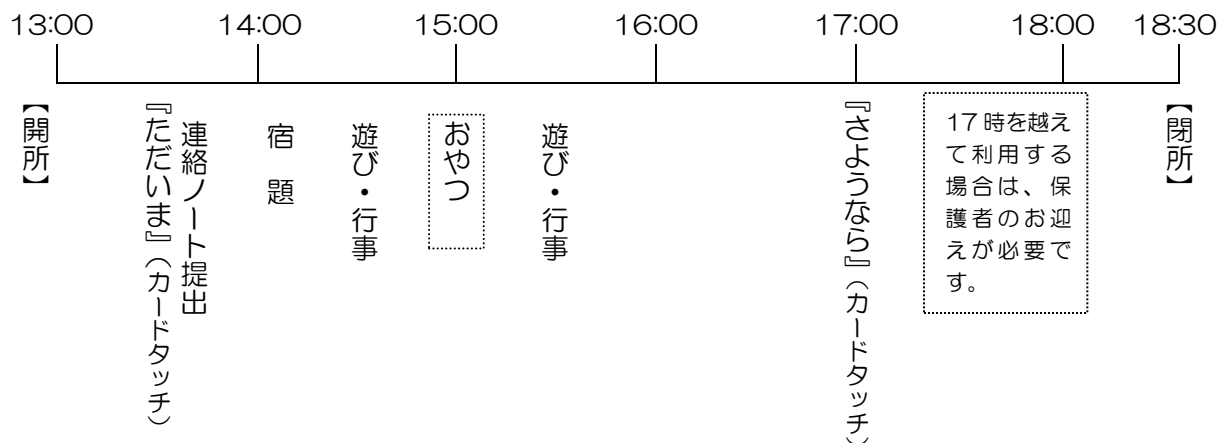 13:00 14:00 15:00 16:00 17:00 18:00 18:30
【開所】
『ただいま』（カードタッチ）
連絡ノート提出
宿 題
遊び・行事
おやつ
遊び・行事
『さようなら』（カードタッチ）
17 時を越え
て利用する
場合は、保
護者のお迎
えが必要で
す。
【閉所】